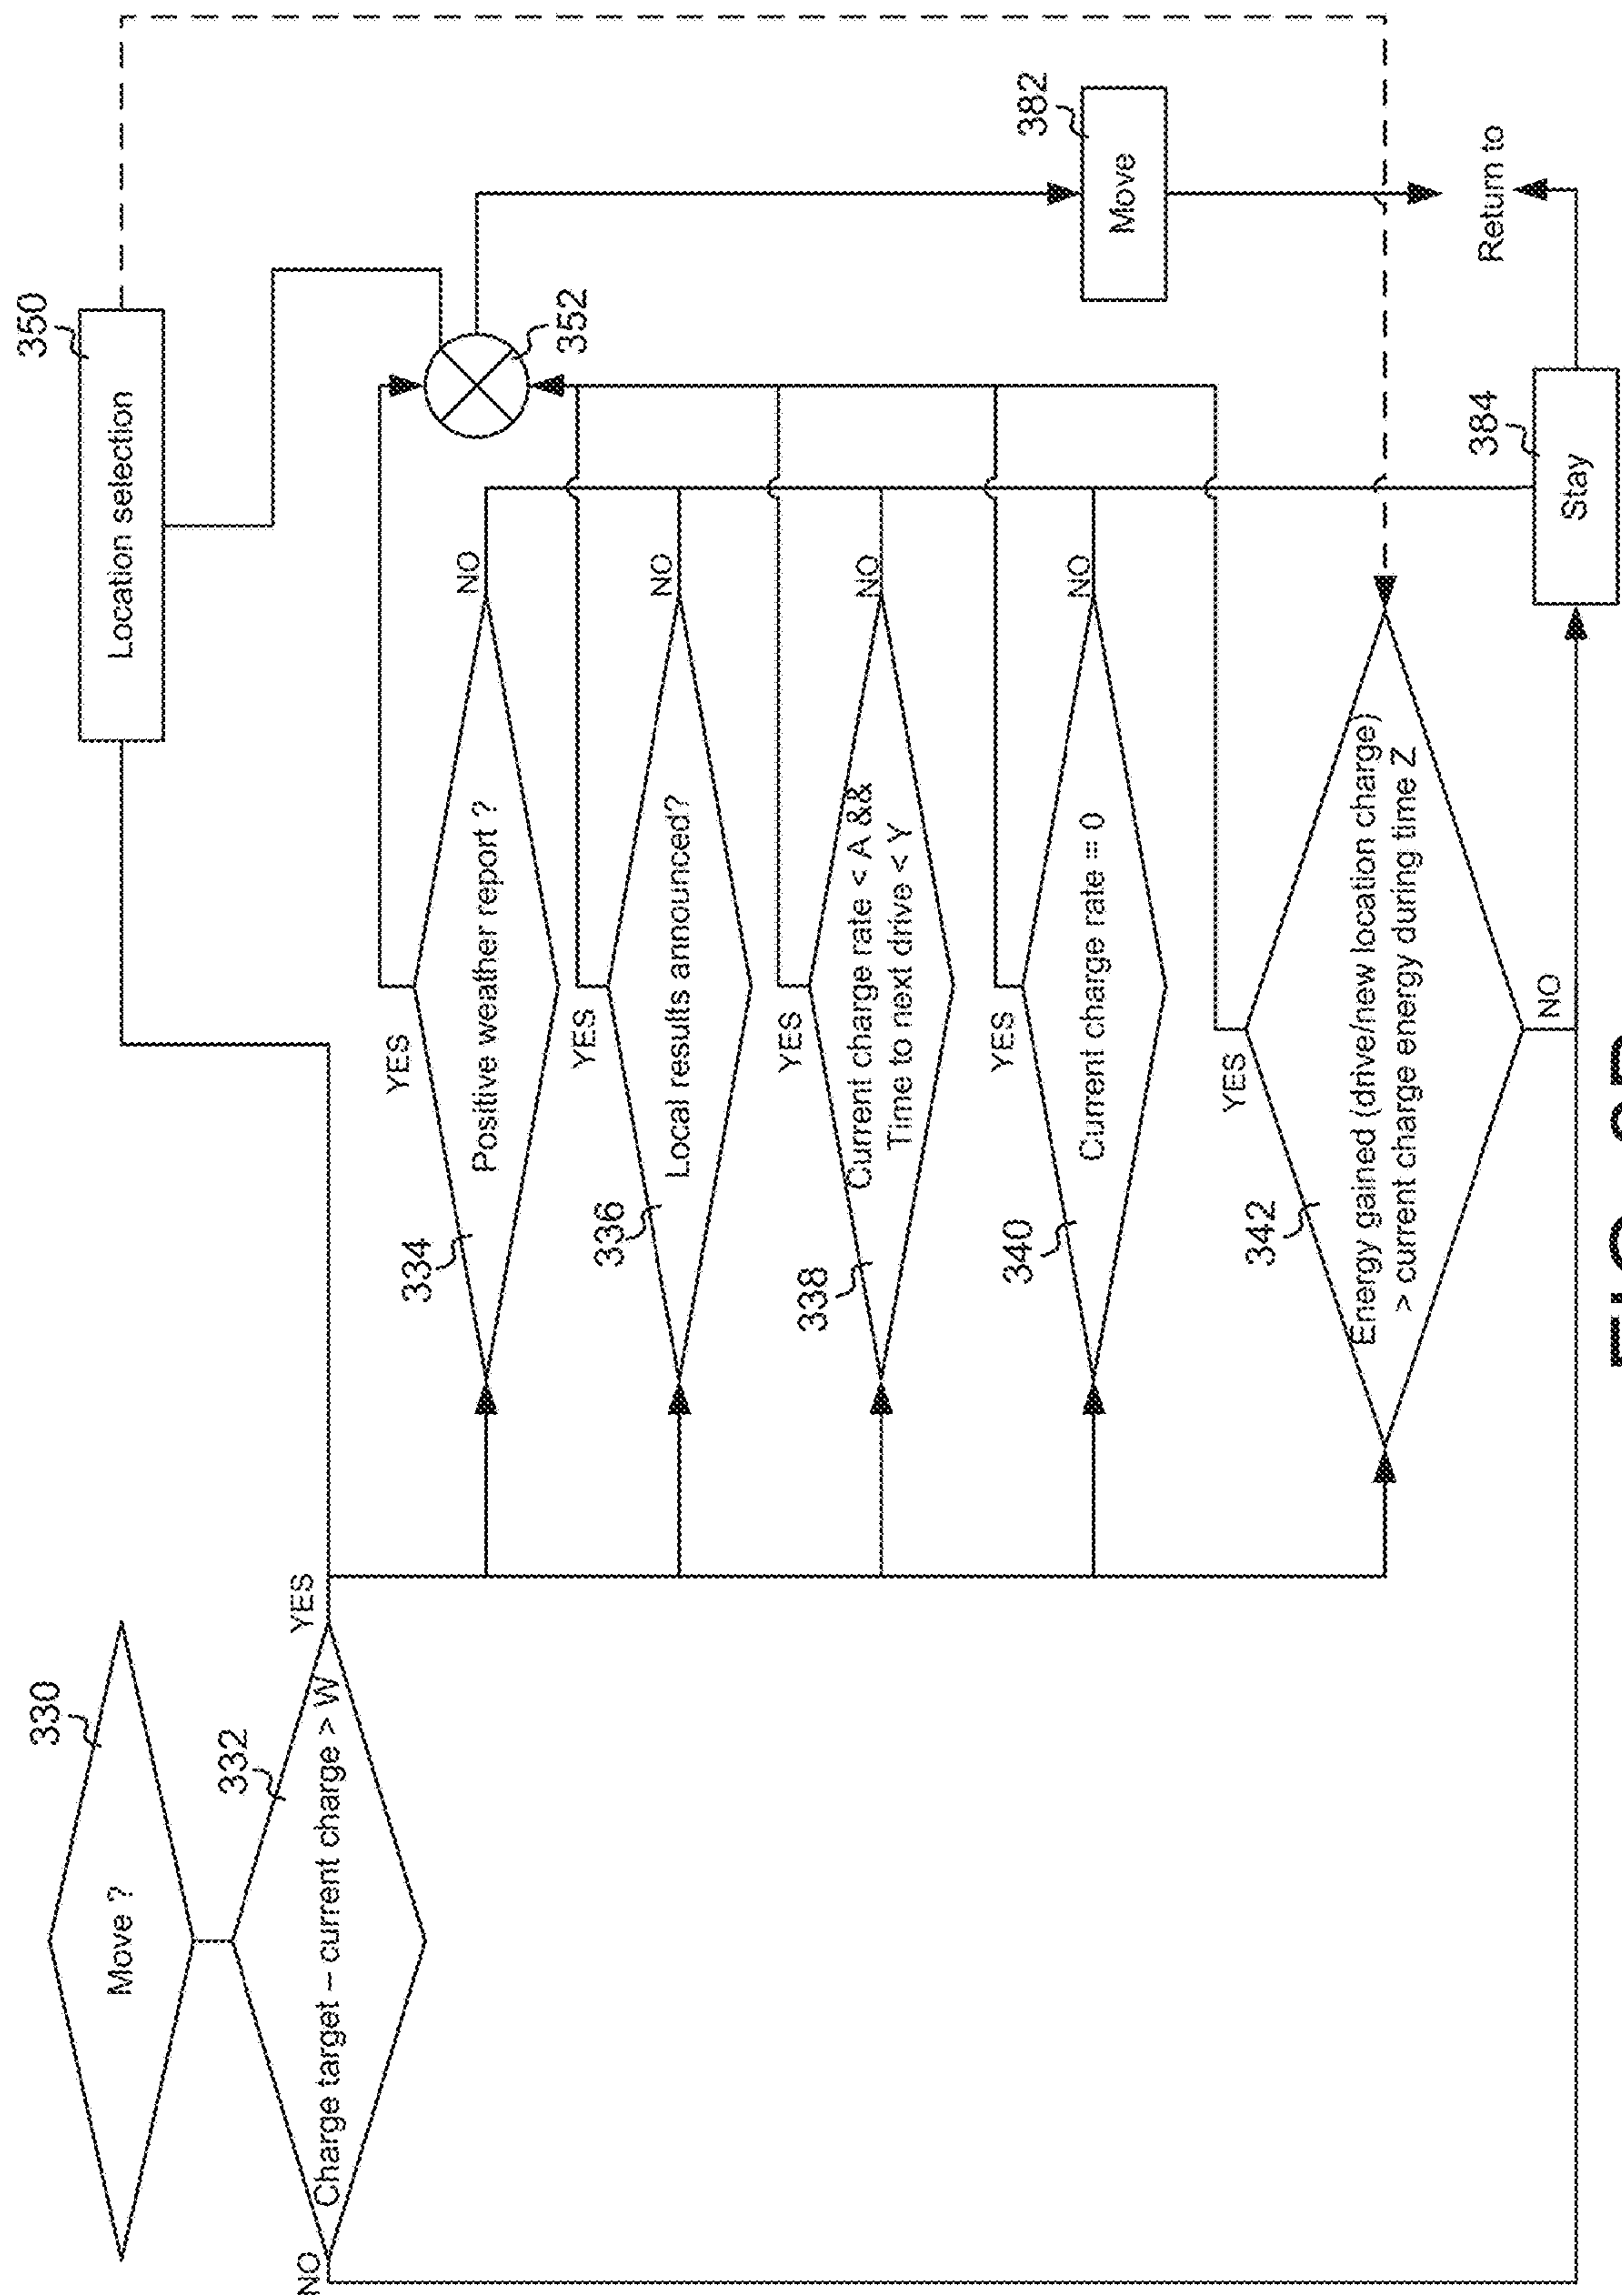 330
Move ?
332
Charge target – current charge > W
NO
YES
350
Location selection
334
Positive weather report ?
YES
NO
352
336
Local results announced?
YES
NO
338
Current charge rate < A &&
Time to next drive < Y
YES
NO
340
Current charge rate = 0
YES
NO
382
Move
342
Energy gained (drive/new location charge)
> current charge energy during time Z
YES
NO
384
Stay
Return to